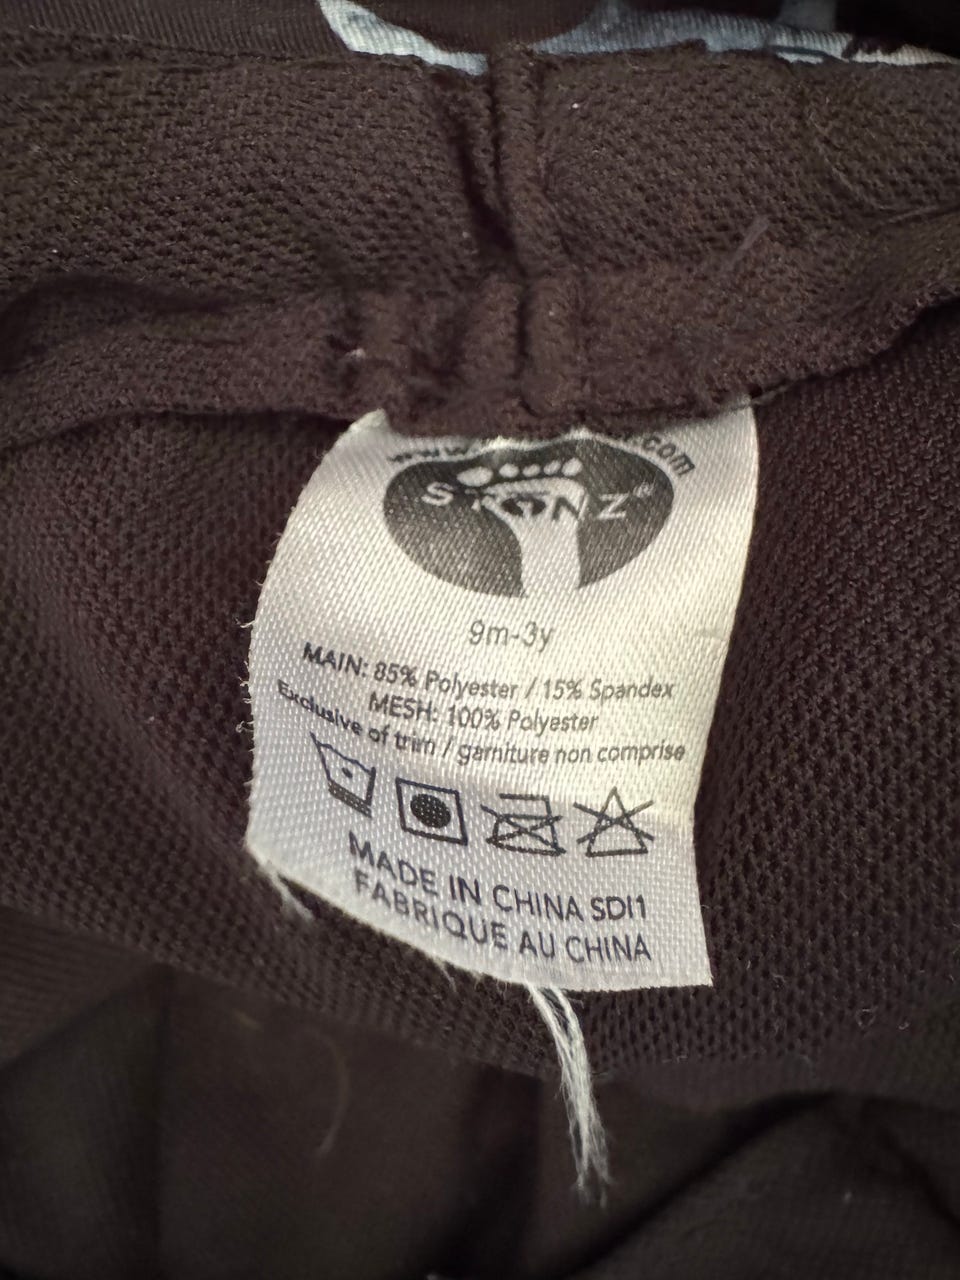 www. .com
STONZ®
9m-3y
MAIN: 85% Polyester / 15% Spandex
MESH: 100% Polyester
Exclusive of trim / garniture non comprise
MADE IN CHINA SDI1
FABRIQUE AU CHINA